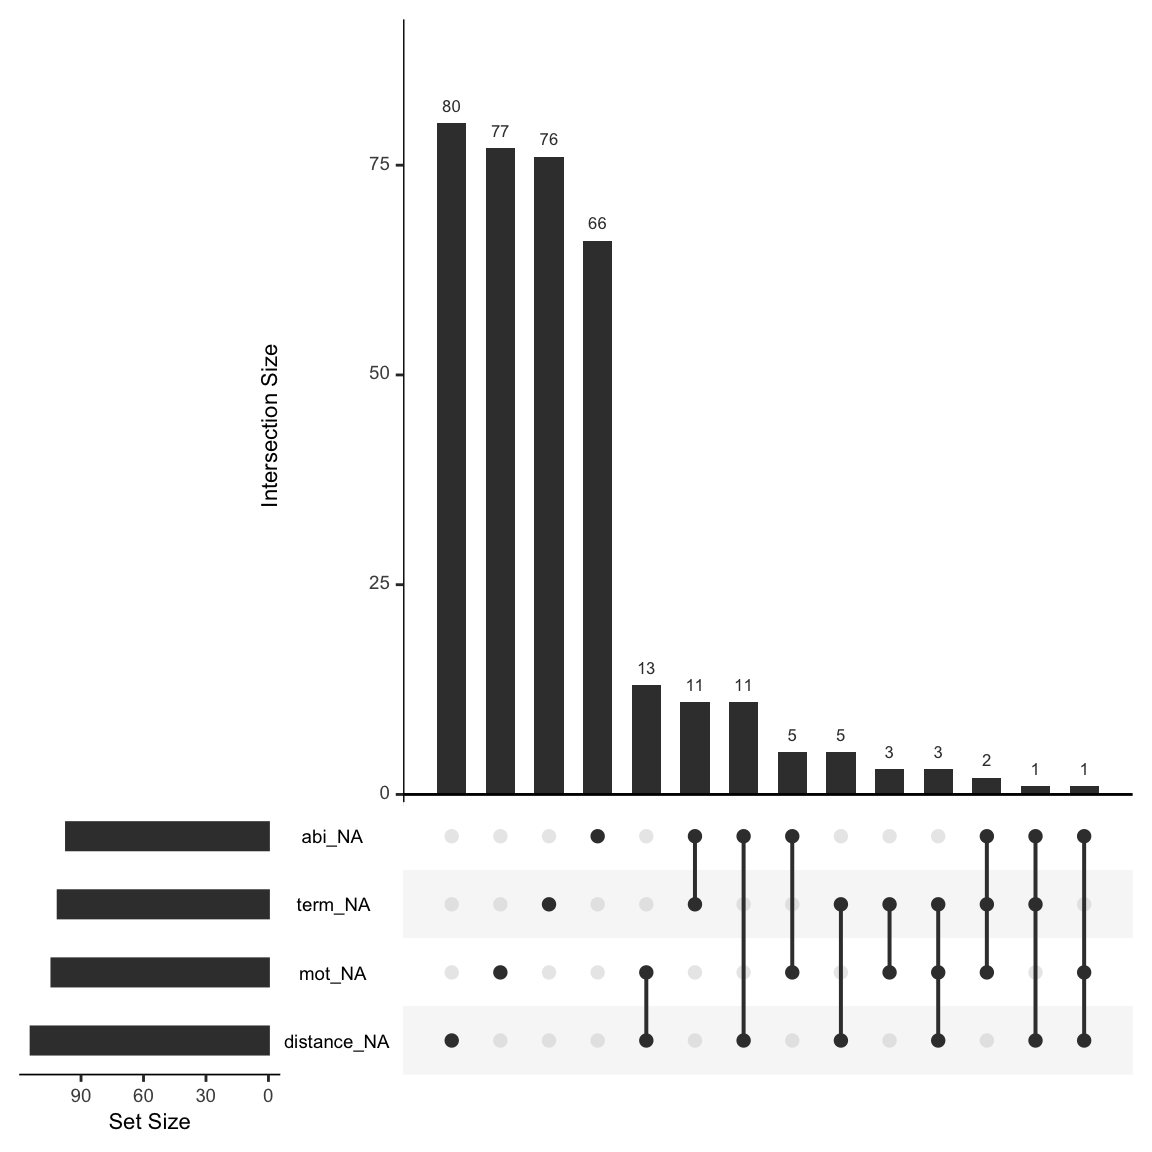 80
77
76
66
13
11
11
5
5
3
3
2
1
1
75
50
25
0
Intersection Size
abi_NA
term_NA
mot_NA
distance_NA
90 60 30 0
Set Size